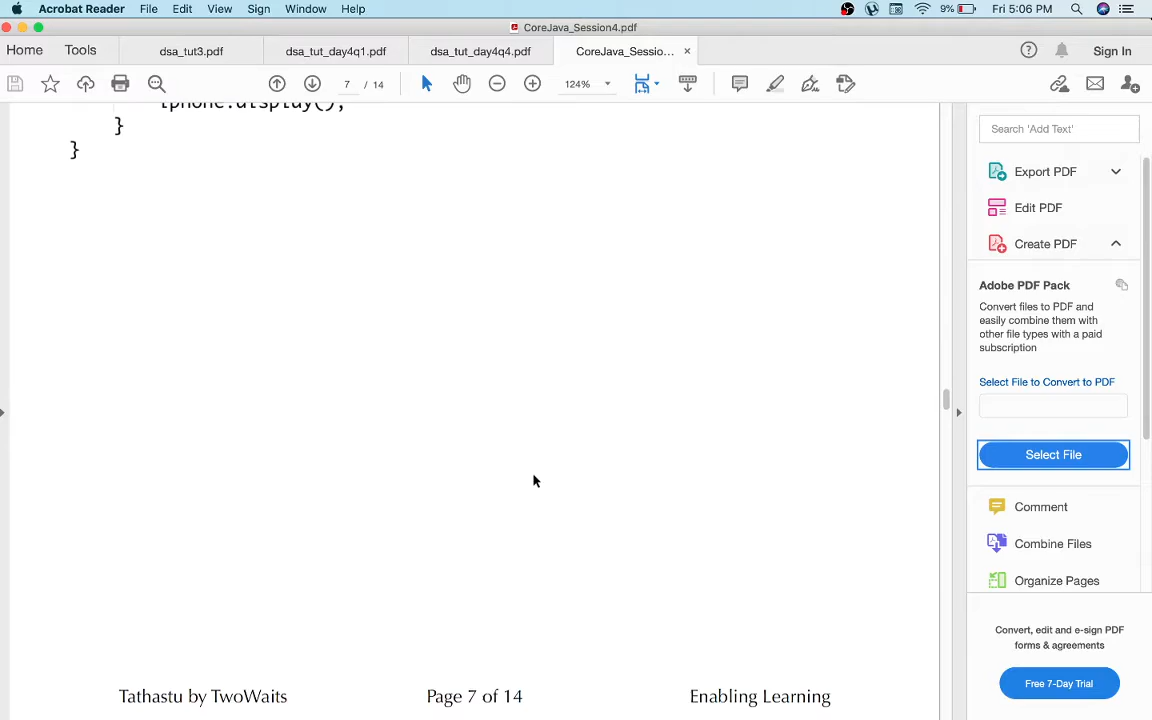 Acrobat Reader File Edit View Sign Window Help 9% Fri 5:06 PM
CoreJava_Session4.pdf
Home Tools dsa_tut3.pdf dsa_tut_day4q1.pdf dsa_tut_day4q4.pdf CoreJava_Sessio... × Sign In
7 / 14 124%
iphone.display();
}
}
Search 'Add Text'
Export PDF
Edit PDF
Create PDF
Adobe PDF Pack
Convert files to PDF and
easily combine them with
other file types with a paid
subscription
Select File to Convert to PDF
Select File
Comment
Combine Files
Organize Pages
Convert, edit and e-sign PDF
forms & agreements
Free 7-Day Trial
Tathastu by TwoWaits Page 7 of 14 Enabling Learning